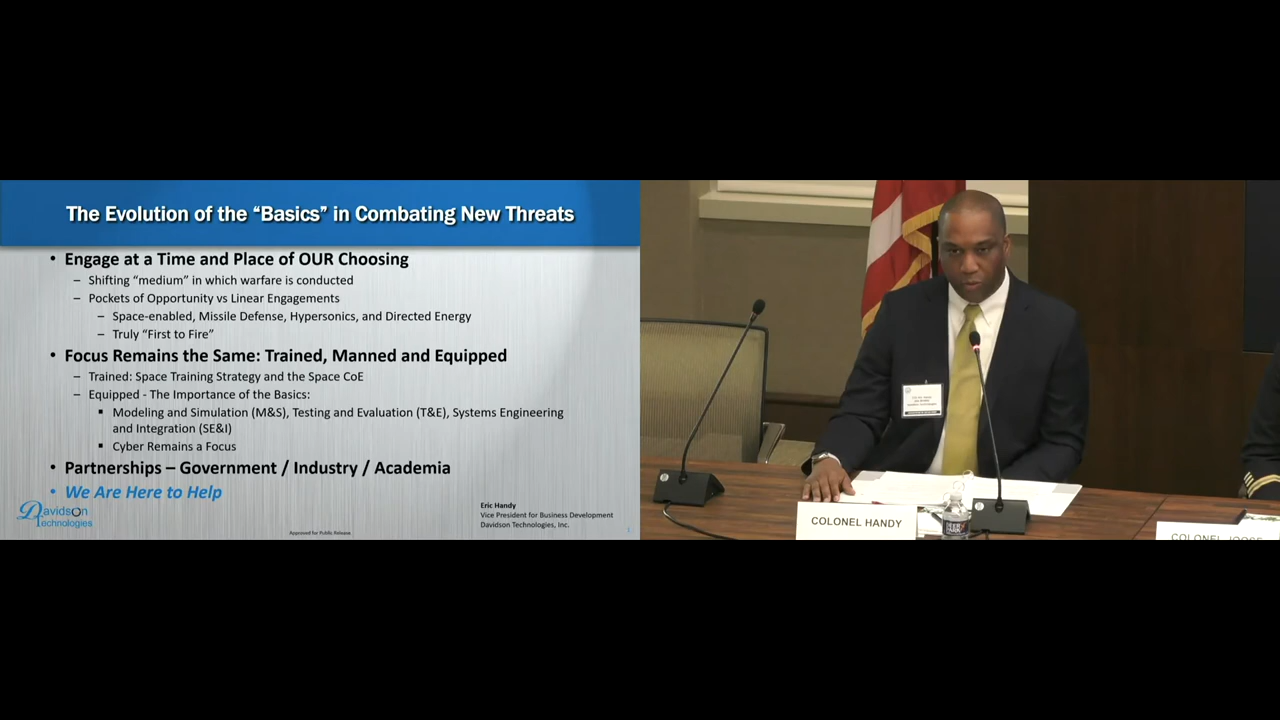 The Evolution of the “Basics” in Combating New Threats
• Engage at a Time and Place of OUR Choosing
– Shifting “medium” in which warfare is conducted
– Pockets of Opportunity vs Linear Engagements
– Space-enabled, Missile Defense, Hypersonics, and Directed Energy
– Truly “First to Fire”
• Focus Remains the Same: Trained, Manned and Equipped
– Trained: Space Training Strategy and the Space CoE
– Equipped - The Importance of the Basics:
▪ Modeling and Simulation (M&S), Testing and Evaluation (T&E), Systems Engineering
and Integration (SE&I)
▪ Cyber Remains a Focus
• Partnerships – Government / Industry / Academia
• We Are Here to Help
Davidson
Technologies
Eric Handy
Vice President for Business Development
Davidson Technologies, Inc.
Approved for Public Release
COLONEL HANDY
DEER
PARK
COLONEL JOOSE